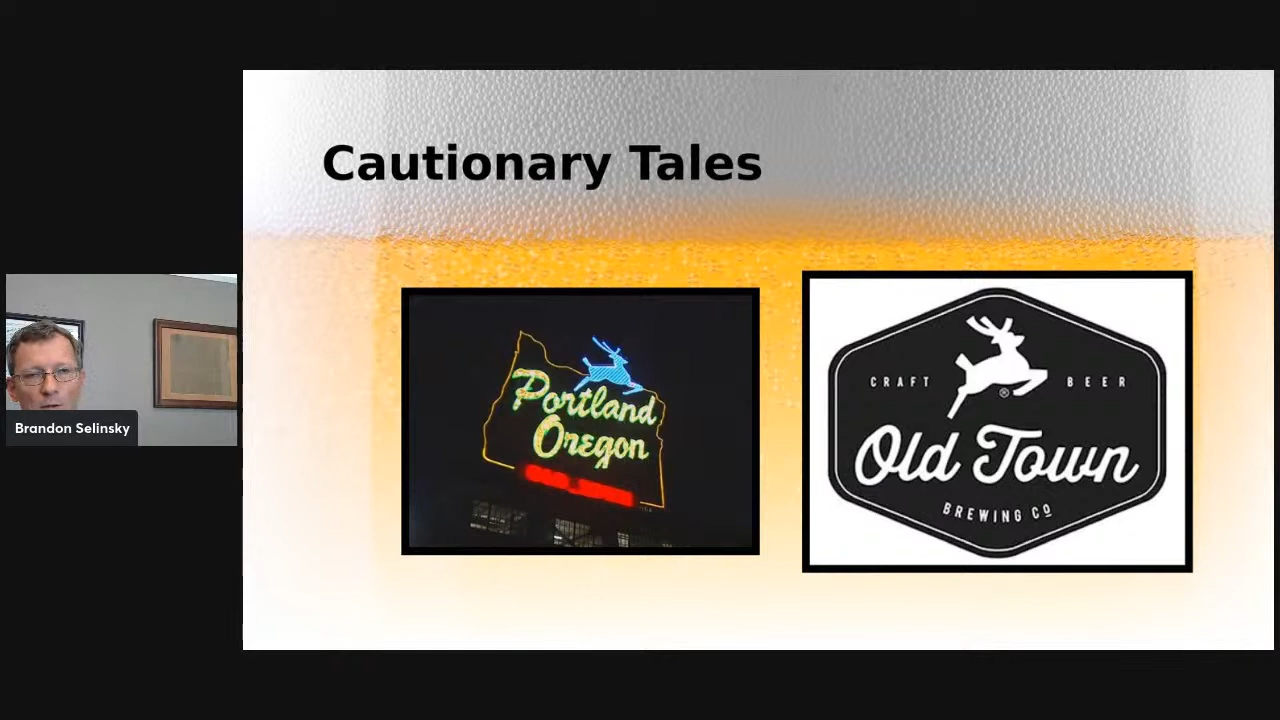 Cautionary Tales
Portland
Oregon
CRAFT
BEER
®
Old Town
BREWING Cº
Brandon Selinsky